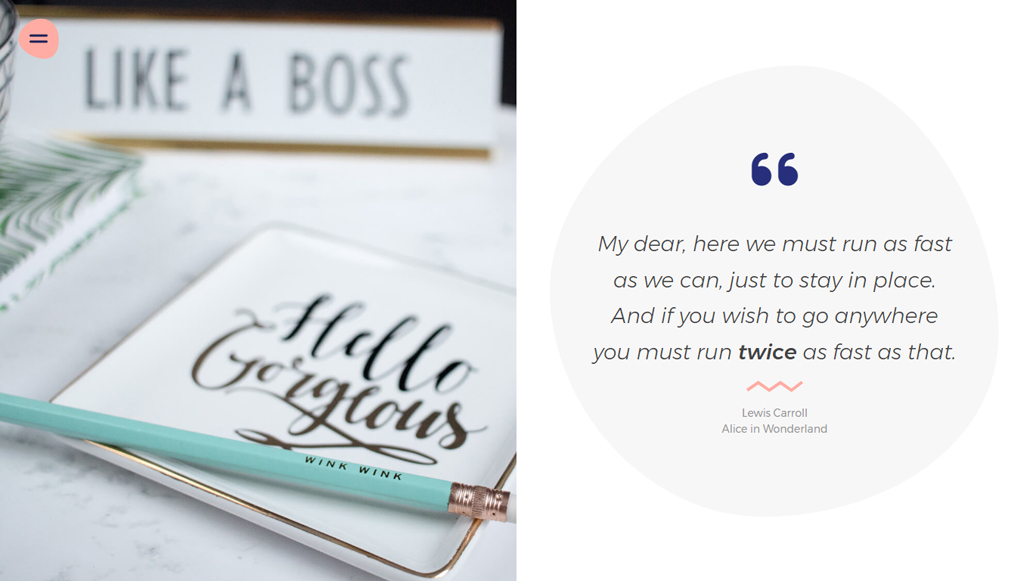 LIKE A BOSS
Hello
Gorgeous
WINK WINK
“
My dear, here we must run as fast
as we can, just to stay in place.
And if you wish to go anywhere
you must run twice as fast as that.
Lewis Carroll
Alice in Wonderland